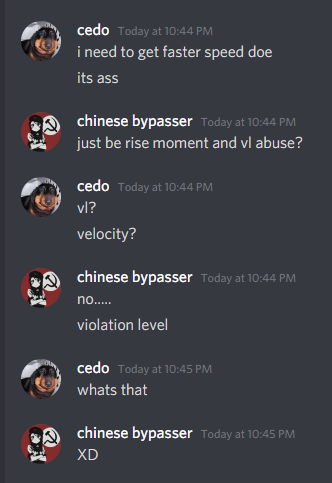 cedo Today at 10:44 PM
i need to get faster speed doe
its ass
chinese bypasser Today at 10:44 PM
just be rise moment and vl abuse?
cedo Today at 10:44 PM
vl?
velocity?
chinese bypasser Today at 10:44 PM
no.....
violation level
cedo Today at 10:45 PM
whats that
chinese bypasser Today at 10:45 PM
XD